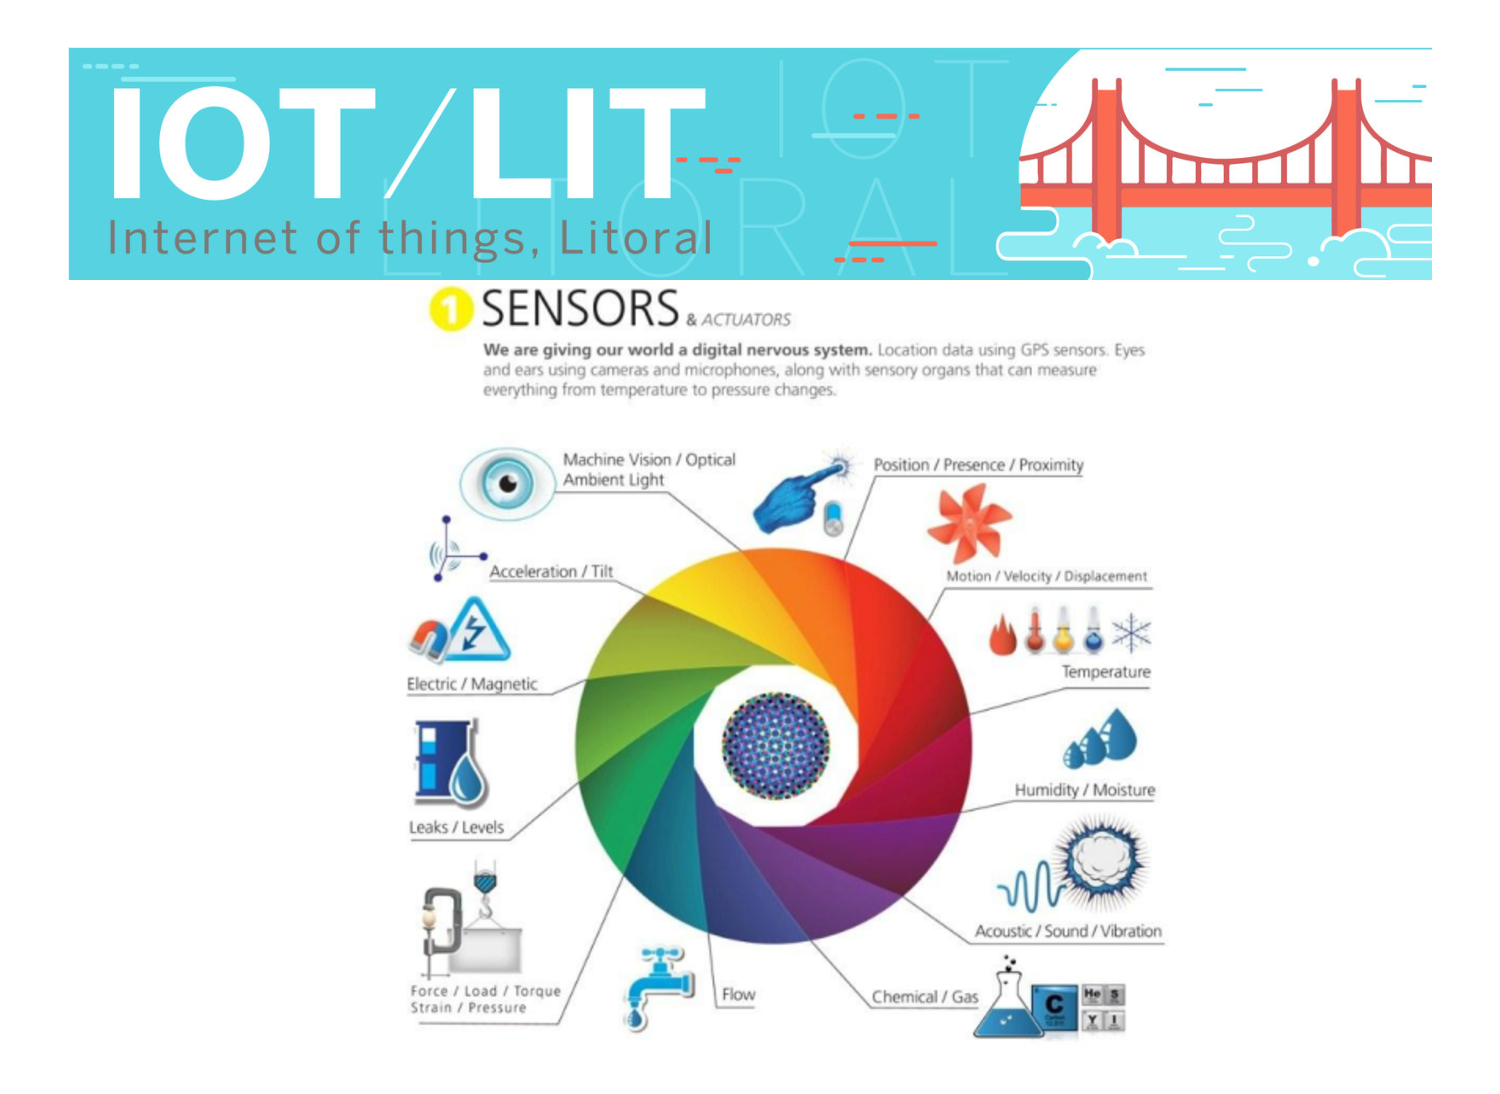 IOT/LIT
IOT
LITORAL
Internet of things, Litoral
1 SENSORS & ACTUATORS
We are giving our world a digital nervous system. Location data using GPS sensors. Eyes
and ears using cameras and microphones, along with sensory organs that can measure
everything from temperature to pressure changes.
Machine Vision / Optical
Ambient Light
Position / Presence / Proximity
Acceleration / Tilt
Motion / Velocity / Displacement
Electric / Magnetic
Temperature
Leaks / Levels
Humidity / Moisture
Force / Load / Torque
Strain / Pressure
Acoustic / Sound / Vibration
Flow
Chemical / Gas
C
Carbon
He S
Y I